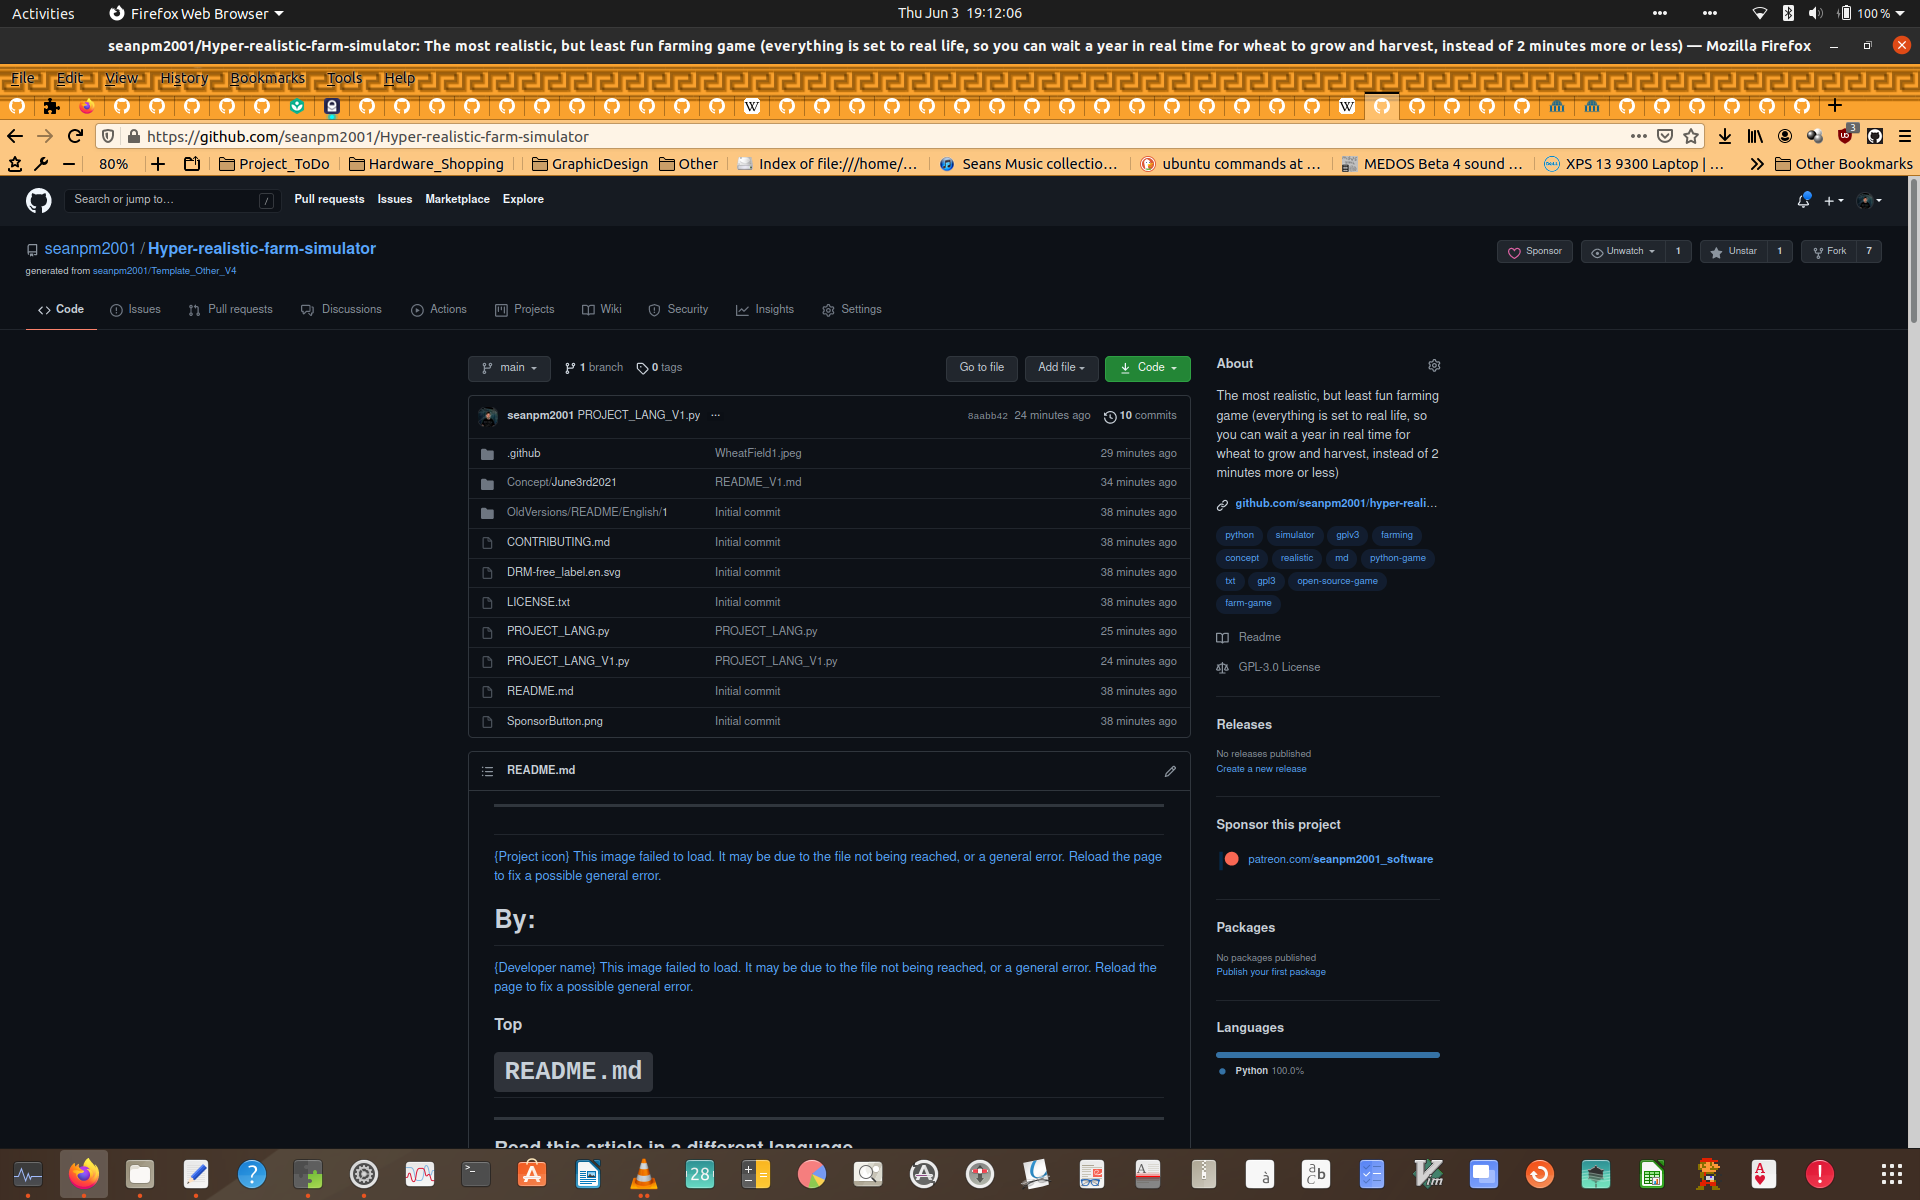 Activities Firefox Web Browser Thu Jun 3 19:12:06 100 %
seanpm2001/Hyper-realistic-farm-simulator: The most realistic, but least fun farming game (everything is set to real life, so you can wait a year in real time for wheat to grow and harvest, instead of 2 minutes more or less) — Mozilla Firefox
File Edit View History Bookmarks Tools Help
https://github.com/seanpm2001/Hyper-realistic-farm-simulator 3
80% Project_ToDo Hardware_Shopping GraphicDesign Other Index of file:///home/… Seans Music collectio… ubuntu commands at … MEDOS Beta 4 sound … XPS 13 9300 Laptop | … Other Bookmarks
Search or jump to… / Pull requests Issues Marketplace Explore
seanpm2001 / Hyper-realistic-farm-simulator Sponsor Unwatch 1 Unstar 1 Fork 7
generated from seanpm2001/Template_Other_V4
Code Issues Pull requests Discussions Actions Projects Wiki Security Insights Settings
main 1 branch 0 tags Go to file Add file Code
seanpm2001 PROJECT_LANG_V1.py ··· 8aabb42 24 minutes ago 10 commits
.github WheatField1.jpeg 29 minutes ago
Concept/June3rd2021 README_V1.md 34 minutes ago
OldVersions/README/English/1 Initial commit 38 minutes ago
CONTRIBUTING.md Initial commit 38 minutes ago
DRM-free_label.en.svg Initial commit 38 minutes ago
LICENSE.txt Initial commit 38 minutes ago
PROJECT_LANG.py PROJECT_LANG.py 25 minutes ago
PROJECT_LANG_V1.py PROJECT_LANG_V1.py 24 minutes ago
README.md Initial commit 38 minutes ago
SponsorButton.png Initial commit 38 minutes ago
README.md
{Project icon} This image failed to load. It may be due to the file not being reached, or a general error. Reload the page
to fix a possible general error.
By:
{Developer name} This image failed to load. It may be due to the file not being reached, or a general error. Reload the
page to fix a possible general error.
Top
README.md
Read this article in a different language
About
The most realistic, but least fun farming
game (everything is set to real life, so
you can wait a year in real time for
wheat to grow and harvest, instead of 2
minutes more or less)
github.com/seanpm2001/hyper-reali…
python simulator gplv3 farming
concept realistic md python-game
txt gpl3 open-source-game
farm-game
Readme
GPL-3.0 License
Releases
No releases published
Create a new release
Sponsor this project
patreon.com/seanpm2001_software
Packages
No packages published
Publish your first package
Languages
Python 100.0%
28